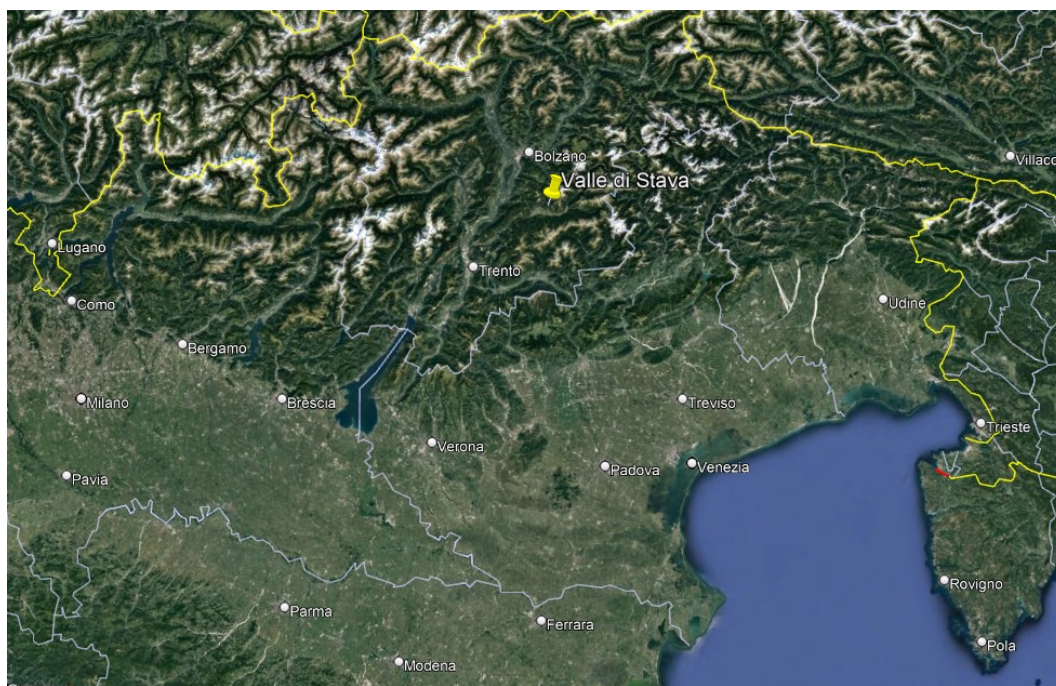 Bolzano
Villaco
Valle di Stava
Lugano
Trento
Como
Udine
Bergamo
Milano
Brescia
Treviso
Trieste
Verona
Padova
Venezia
Pavia
Rovigno
Parma
Ferrara
Pola
Modena